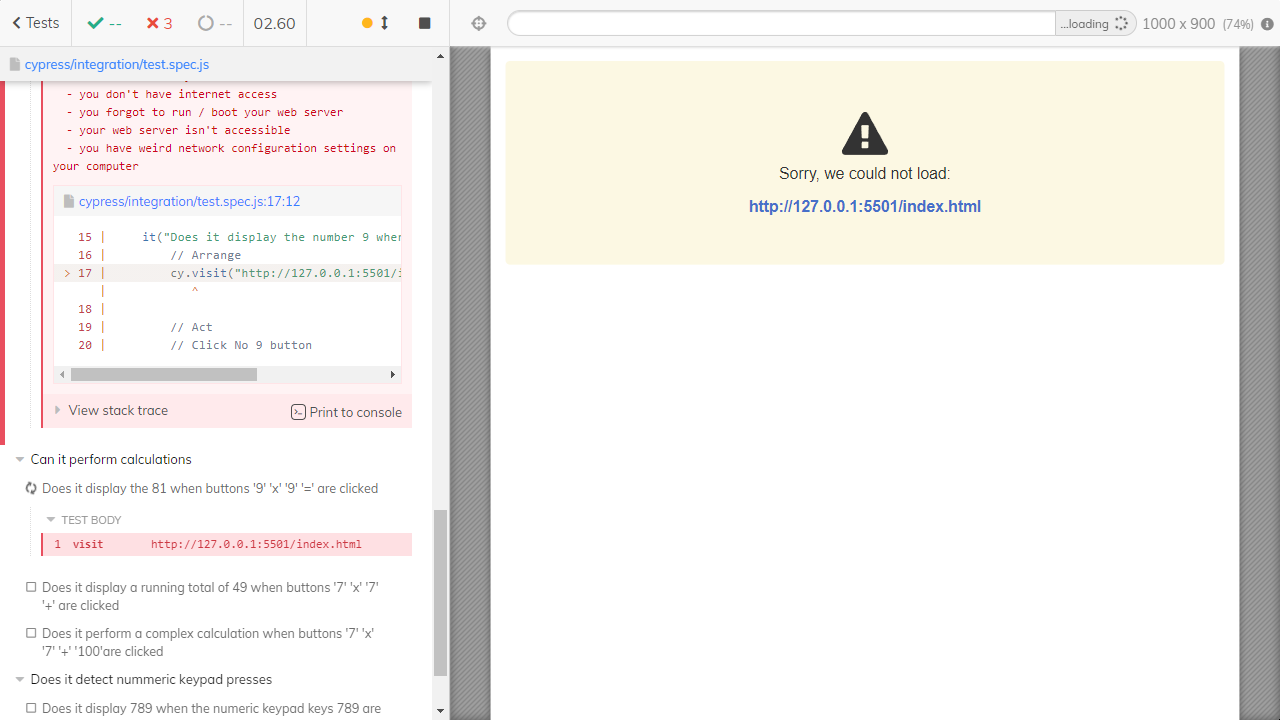 Tests
--
3
--
02.60
...loading
1000 x 900 (74%)
cypress/integration/test.spec.js
- you don't have internet access
- you forgot to run / boot your web server
- your web server isn't accessible
- you have weird network configuration settings on
your computer
cypress/integration/test.spec.js:17:12
15 | it("Does it display the number 9 wher
16 | // Arrange
> 17 | cy.visit("http://127.0.0.1:5501/i
| ^
18 |
19 | // Act
20 | // Click No 9 button
View stack trace
Print to console
Can it perform calculations
Does it display the 81 when buttons '9' 'x' '9' '=' are clicked
TEST BODY
1 visit http://127.0.0.1:5501/index.html
Does it display a running total of 49 when buttons '7' 'x' '7'
'+' are clicked
Does it perform a complex calculation when buttons '7' 'x'
'7' '+' '100'are clicked
Does it detect nummeric keypad presses
Does it display 789 when the numeric keypad keys 789 are
Sorry, we could not load:
http://127.0.0.1:5501/index.html